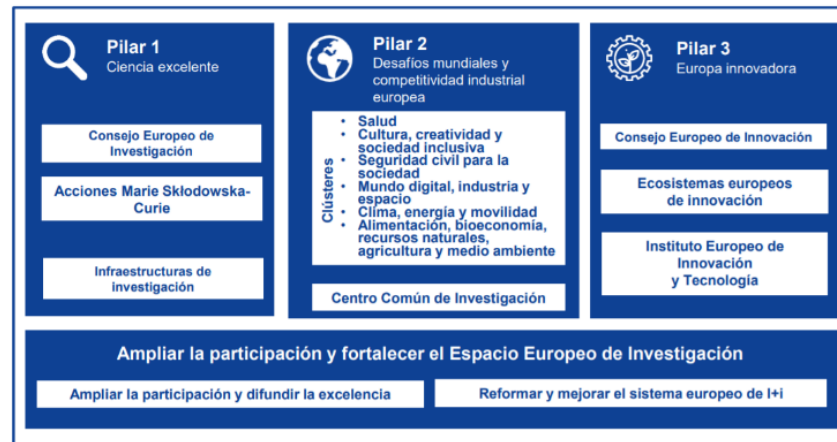 Pilar 1
Ciencia excelente
Consejo Europeo de
Investigación
Acciones Marie Skłodowska-
Curie
Infraestructuras de
investigación
Pilar 2
Desafíos mundiales y
competitividad industrial
europea
Clústeres
• Salud
• Cultura, creatividad y
sociedad inclusiva
• Seguridad civil para la
sociedad
• Mundo digital, industria y
espacio
• Clima, energía y movilidad
• Alimentación, bioeconomía,
recursos naturales,
agricultura y medio ambiente
Centro Común de Investigación
Pilar 3
Europa innovadora
Consejo Europeo de Innovación
Ecosistemas europeos
de innovación
Instituto Europeo de
Innovación
y Tecnología
Ampliar la participación y fortalecer el Espacio Europeo de Investigación
Ampliar la participación y difundir la excelencia
Reformar y mejorar el sistema europeo de I+i